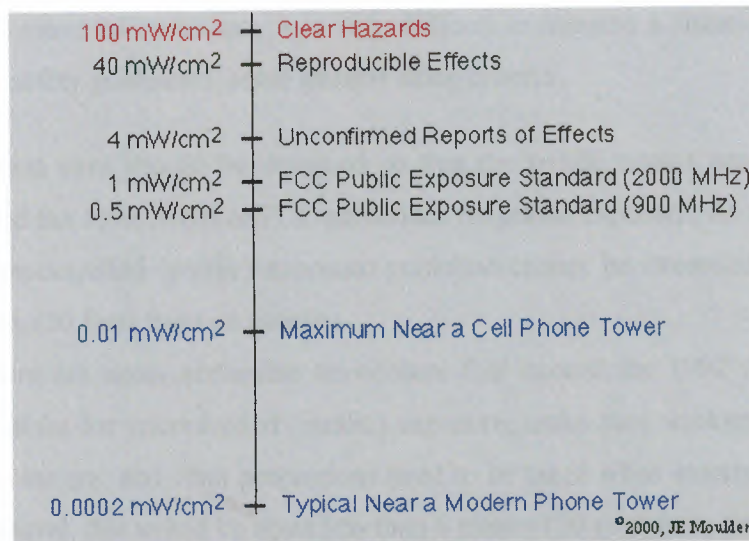 100 mW/cm² Clear Hazards
40 mW/cm² Reproducible Effects
4 mW/cm² Unconfirmed Reports of Effects
1 mW/cm² FCC Public Exposure Standard (2000 MHz)
0.5 mW/cm² FCC Public Exposure Standard (900 MHz)
0.01 mW/cm² Maximum Near a Cell Phone Tower
0.0002 mW/cm² Typical Near a Modern Phone Tower
©2000, JE Moulder